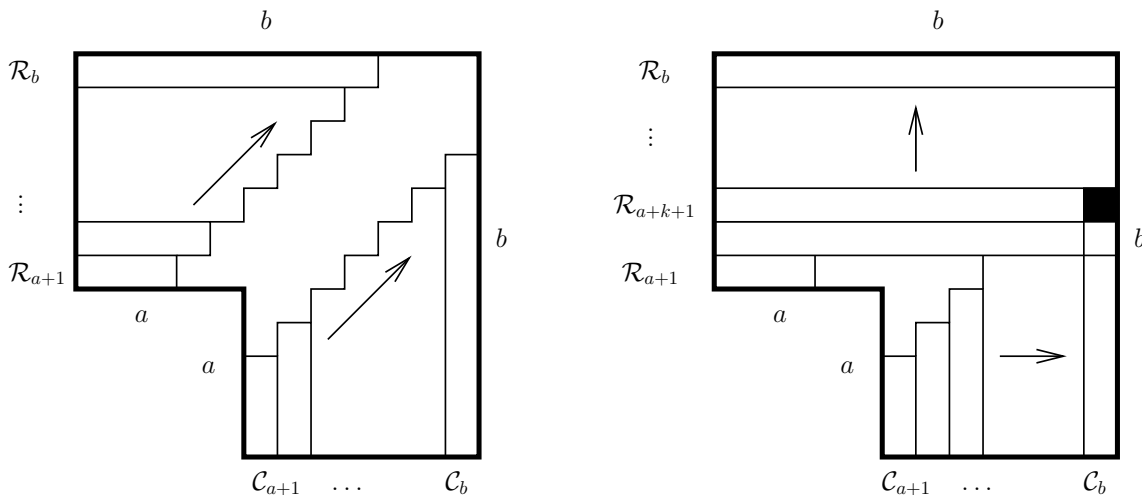 b
b
R_b
R_b
⋮
⋮
R_{a+k+1}
b
b
R_{a+1}
R_{a+1}
a
a
a
a
C_{a+1} ... C_b
C_{a+1} ... C_b